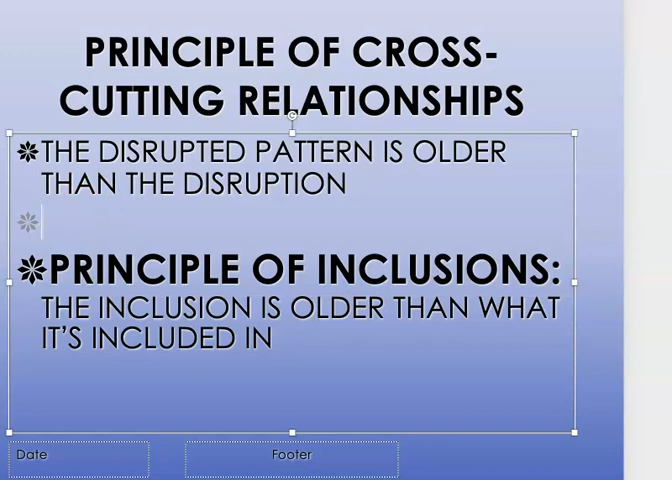 PRINCIPLE OF CROSS-
CUTTING RELATIONSHIPS
THE DISRUPTED PATTERN IS OLDER
THAN THE DISRUPTION
PRINCIPLE OF INCLUSIONS:
THE INCLUSION IS OLDER THAN WHAT
IT’S INCLUDED IN
Date
Footer